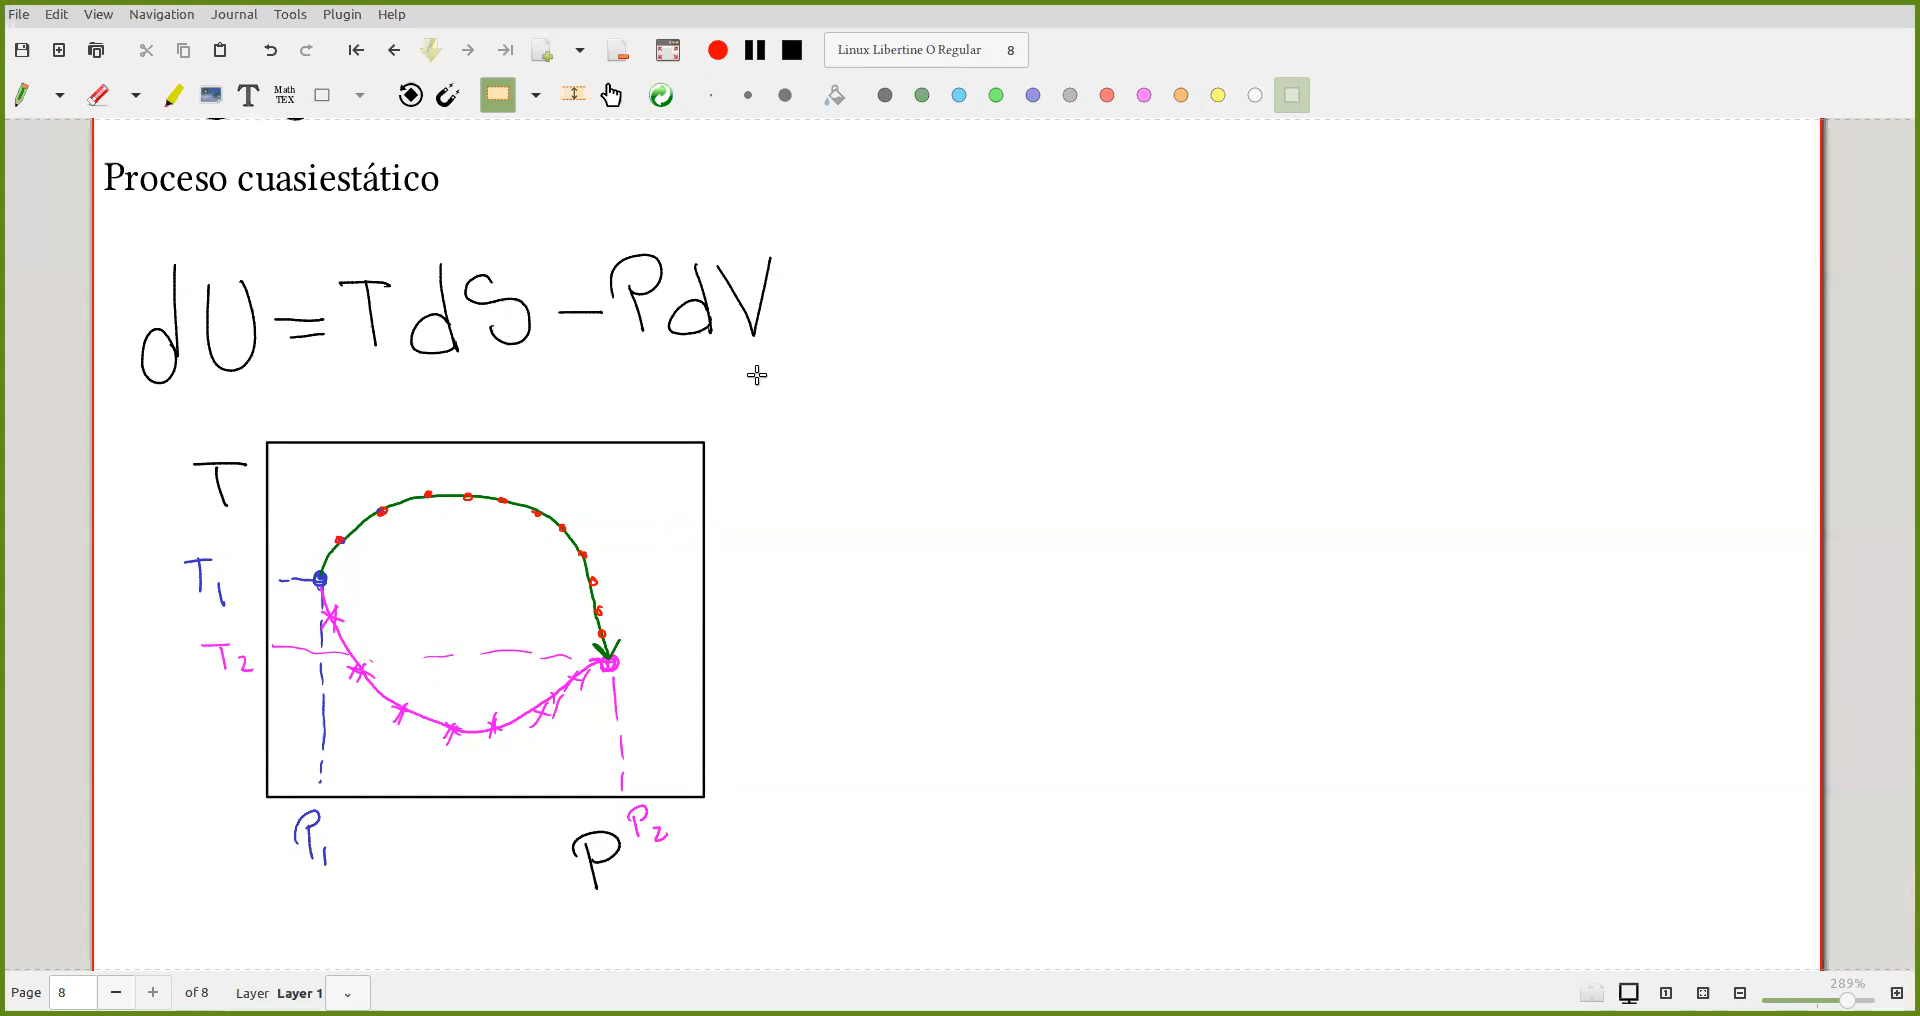 File Edit View Navigation Journal Tools Plugin Help
Linux Libertine O Regular 8
T Math TEX
Proceso cuasiestático
dU = TdS - PdV
T
T1
T2
P1
P2
P
Page 8 of 8 Layer Layer 1 289%